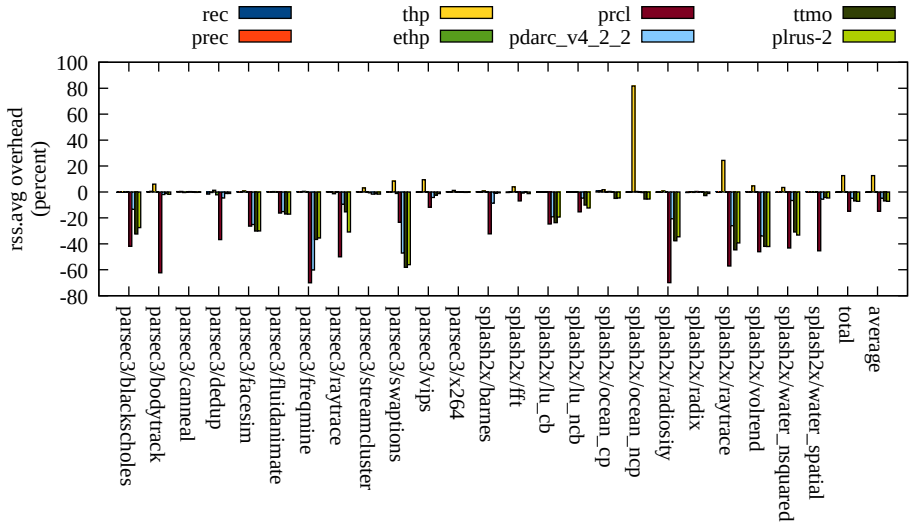 rec thp prcl ttmo
prec ethp pdarc_v4_2_2 plrus-2
rss.avg overhead
(percent)
100
80
60
40
20
0
-20
-40
-60
-80
parsec3/blackscholes
parsec3/bodytrack
parsec3/canneal
parsec3/dedup
parsec3/facesim
parsec3/fluidanimate
parsec3/freqmine
parsec3/raytrace
parsec3/streamcluster
parsec3/swaptions
parsec3/vips
parsec3/x264
splash2x/barnes
splash2x/fft
splash2x/lu_cb
splash2x/lu_ncb
splash2x/ocean_cp
splash2x/ocean_ncp
splash2x/radiosity
splash2x/radix
splash2x/raytrace
splash2x/volrend
splash2x/water_nsquared
splash2x/water_spatial
total
average